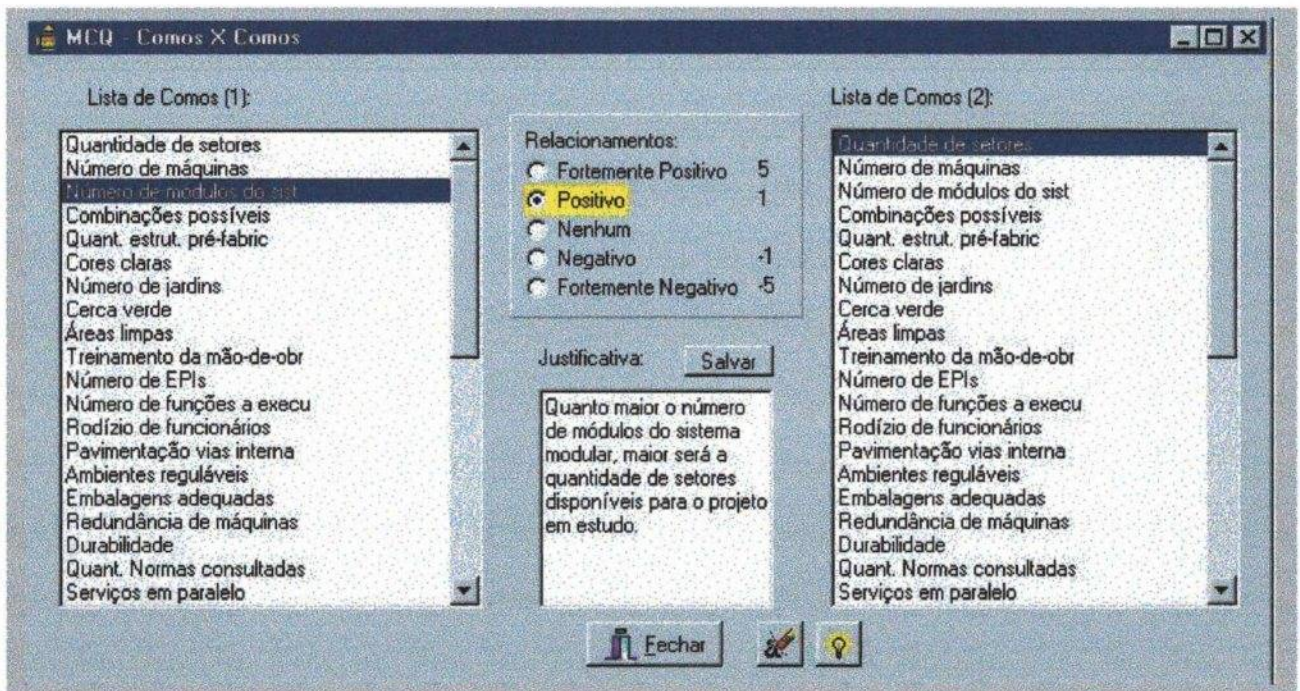 MCQ - Comos X Comos
Lista de Comos (1):
Quantidade de setores
Número de máquinas
Número de módulos do sist
Combinações possíveis
Quant. estrut. pré-fabric
Cores claras
Número de jardins
Cerca verde
Áreas limpas
Treinamento da mão-de-obr
Número de EPIs
Número de funções a execu
Rodízio de funcionários
Pavimentação vias interna
Ambientes reguláveis
Embalagens adequadas
Redundância de máquinas
Durabilidade
Quant. Normas consultadas
Serviços em paralelo
Relacionamentos:
Fortemente Positivo 5
Positivo 1
Nenhum
Negativo -1
Fortemente Negativo -5
Justificativa: Salvar
Quanto maior o número
de módulos do sistema
modular, maior será a
quantidade de setores
disponíveis para o projeto
em estudo.
Lista de Comos (2):
Quantidade de setores
Número de máquinas
Número de módulos do sist
Combinações possíveis
Quant. estrut. pré-fabric
Cores claras
Número de jardins
Cerca verde
Áreas limpas
Treinamento da mão-de-obr
Número de EPIs
Número de funções a execu
Rodízio de funcionários
Pavimentação vias interna
Ambientes reguláveis
Embalagens adequadas
Redundância de máquinas
Durabilidade
Quant. Normas consultadas
Serviços em paralelo
Fechar